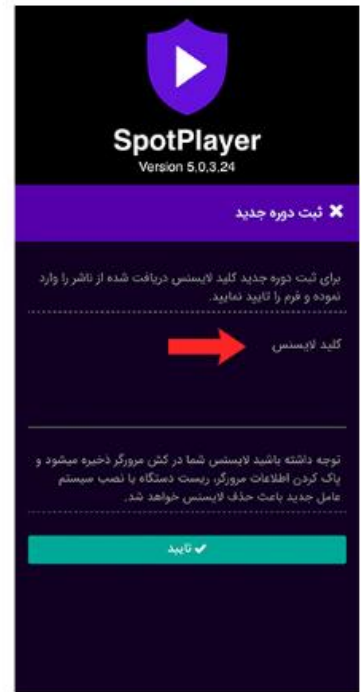 SpotPlayer
Version 5,0,3,24
✖ ثبت دوره جدید
برای ثبت دوره جدید کلید لایسنس دریافت شده از ناشر را وارد
نموده و فرم را تایید نمایید.
کلید لایسنس
توجه داشته باشید لایسنس شما در کش مرورگر ذخیره میشود و
پاک کردن اطلاعات مرورگر، ریست دستگاه یا نصب سیستم
عامل جدید باعث حذف لایسنس خواهد شد.
✔ تایید